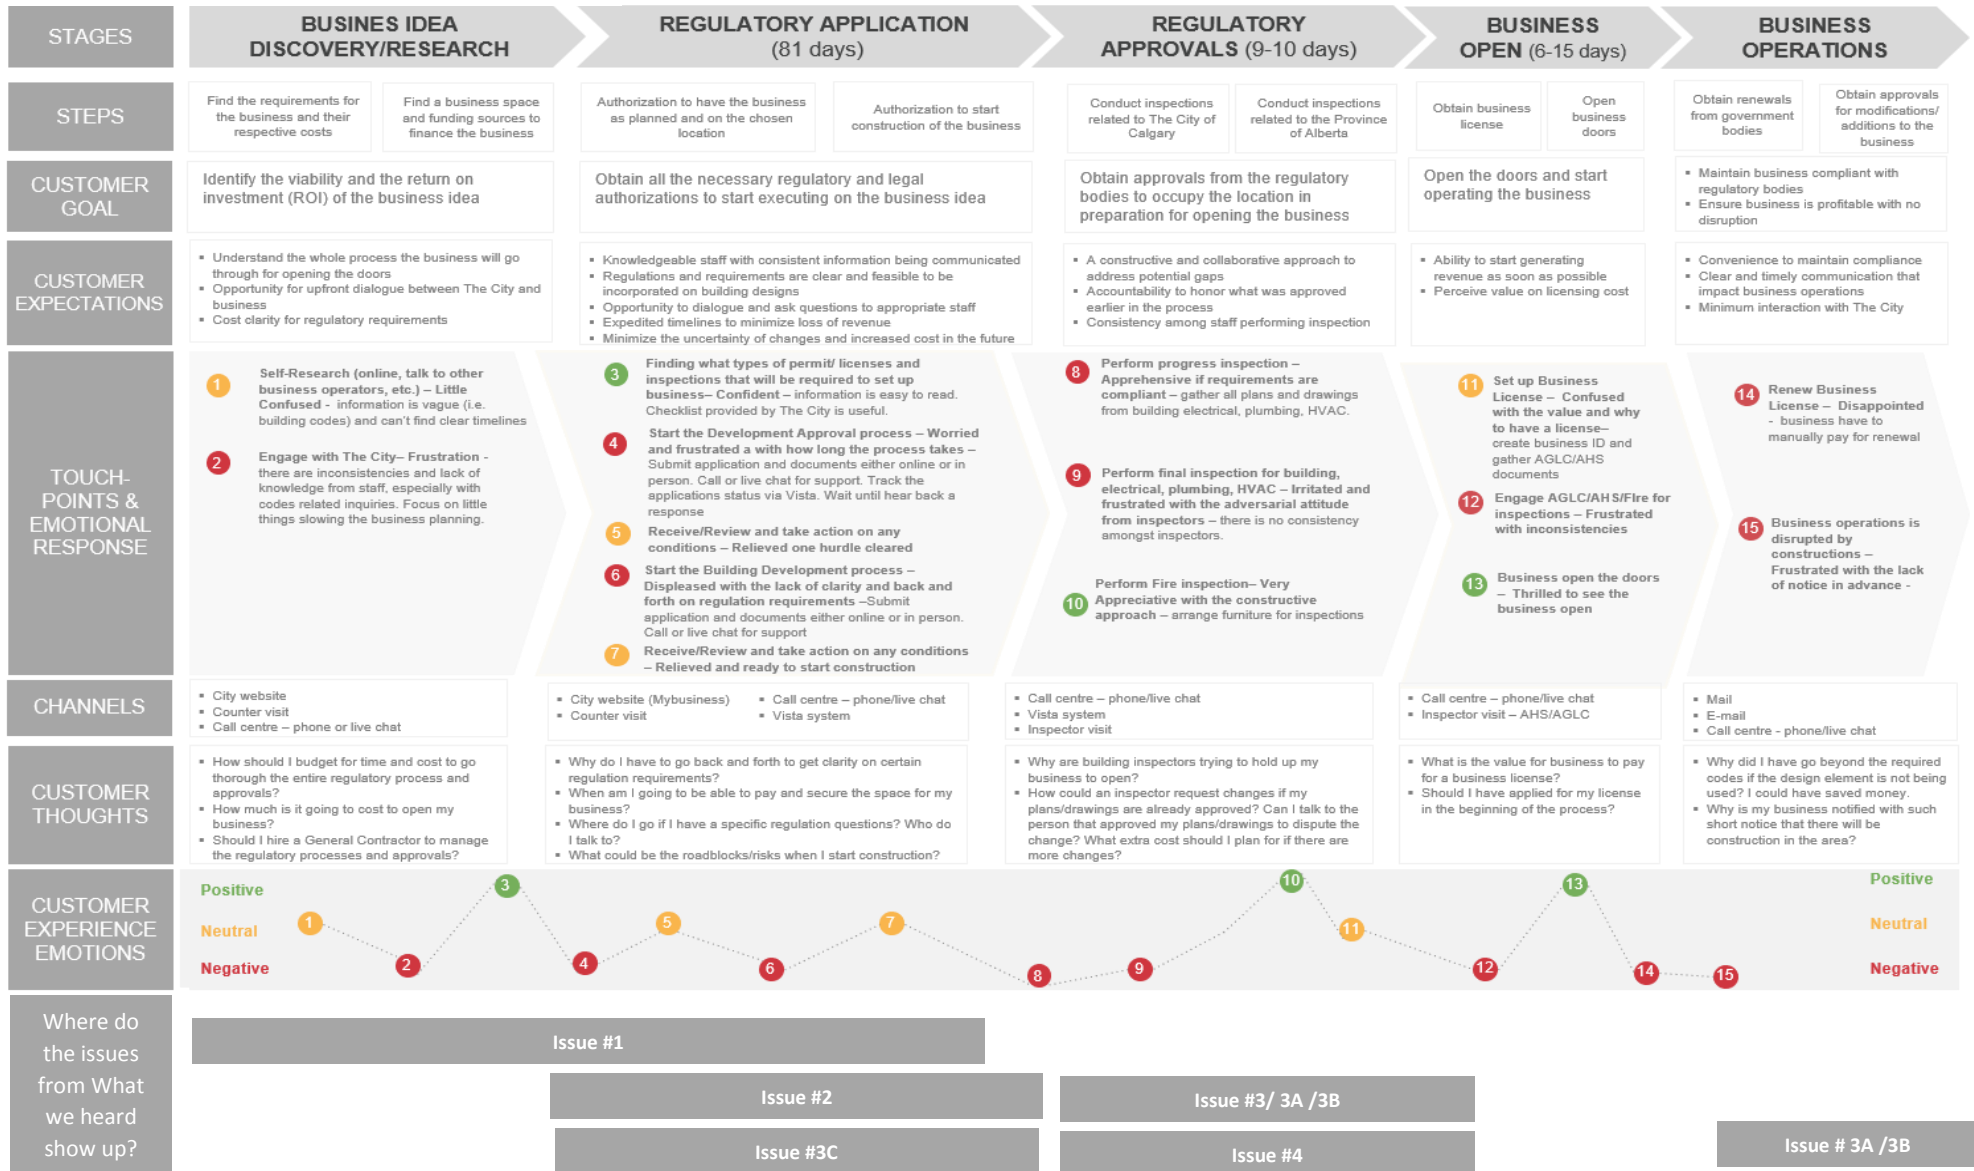 STAGES
BUSINES IDEA
DISCOVERY/RESEARCH
REGULATORY APPLICATION
(81 days)
REGULATORY
APPROVALS (9-10 days)
BUSINESS
OPEN (6-15 days)
BUSINESS
OPERATIONS
STEPS
Find the requirements for
the business and their
respective costs
Find a business space
and funding sources to
finance the business
Authorization to have the business
as planned and on the chosen
location
Authorization to start
construction of the business
Conduct inspections
related to The City of
Calgary
Conduct inspections
related to the Province
of Alberta
Obtain business
license
Open
business
doors
Obtain renewals
from government
bodies
Obtain approvals
for modifications/
additions to the
business
CUSTOMER
GOAL
Identify the viability and the return on
investment (ROI) of the business idea
Obtain all the necessary regulatory and legal
authorizations to start executing on the business idea
Obtain approvals from the regulatory
bodies to occupy the location in
preparation for opening the business
Open the doors and start
operating the business
▪ Maintain business compliant with
regulatory bodies
▪ Ensure business is profitable with no
disruption
CUSTOMER
EXPECTATIONS
▪ Understand the whole process the business will go
through for opening the doors
▪ Opportunity for upfront dialogue between The City and
business
▪ Cost clarity for regulatory requirements
▪ Knowledgeable staff with consistent information being communicated
▪ Regulations and requirements are clear and feasible to be
incorporated on building designs
▪ Opportunity to dialogue and ask questions to appropriate staff
▪ Expedited timelines to minimize loss of revenue
▪ Minimize the uncertainty of changes and increased cost in the future
▪ A constructive and collaborative approach to
address potential gaps
▪ Accountability to honor what was approved
earlier in the process
▪ Consistency among staff performing inspection
▪ Ability to start generating
revenue as soon as possible
▪ Perceive value on licensing cost
▪ Convenience to maintain compliance
▪ Clear and timely communication that
impact business operations
▪ Minimum interaction with The City
TOUCH-
POINTS &
EMOTIONAL
RESPONSE
1
Self-Research (online, talk to other
business operators, etc.) – Little
Confused - information is vague (i.e.
building codes) and can't find clear timelines
2
Engage with The City– Frustration -
there are inconsistencies and lack of
knowledge from staff, especially with
codes related inquiries. Focus on little
things slowing the business planning.
3
Finding what types of permit/ licenses and
inspections that will be required to set up
business– Confident – information is easy to read.
Checklist provided by The City is useful.
4
Start the Development Approval process – Worried
and frustrated a with how long the process takes –
Submit application and documents either online or in
person. Call or live chat for support. Track the
applications status via Vista. Wait until hear back a
response
5
Receive/Review and take action on any
conditions – Relieved one hurdle cleared
6
Start the Building Development process –
Displeased with the lack of clarity and back and
forth on regulation requirements –Submit
application and documents either online or in person.
Call or live chat for support
7
Receive/Review and take action on any conditions
– Relieved and ready to start construction
8
Perform progress inspection –
Apprehensive if requirements are
compliant – gather all plans and drawings
from building electrical, plumbing, HVAC.
9
Perform final inspection for building,
electrical, plumbing, HVAC – Irritated and
frustrated with the adversarial attitude
from inspectors – there is no consistency
amongst inspectors.
10
Perform Fire inspection– Very
Appreciative with the constructive
approach – arrange furniture for inspections
11
Set up Business
License – Confused
with the value and why
to have a license–
create business ID and
gather AGLC/AHS
documents
12
Engage AGLC/AHS/Fire for
inspections – Frustrated
with inconsistencies
13
Business open the doors
– Thrilled to see the
business open
14
Renew Business
License – Disappointed
- business have to
manually pay for renewal
15
Business operations is
disrupted by
constructions –
Frustrated with the lack
of notice in advance -
CHANNELS
▪ City website
▪ Counter visit
▪ Call centre – phone or live chat
▪ City website (Mybusiness)
▪ Counter visit
▪ Call centre – phone/live chat
▪ Vista system
▪ Call centre – phone/live chat
▪ Vista system
▪ Inspector visit
▪ Call centre – phone/live chat
▪ Inspector visit – AHS/AGLC
▪ Mail
▪ E-mail
▪ Call centre - phone/live chat
CUSTOMER
THOUGHTS
▪ How should I budget for time and cost to go
thorough the entire regulatory process and
approvals?
▪ How much is it going to cost to open my
business?
▪ Should I hire a General Contractor to manage
the regulatory processes and approvals?
▪ Why do I have to go back and forth to get clarity on certain
regulation requirements?
▪ When am I going to be able to pay and secure the space for my
business?
▪ Where do I go if I have a specific regulation questions? Who do
I talk to?
▪ What could be the roadblocks/risks when I start construction?
▪ Why are building inspectors trying to hold up my
business to open?
▪ How could an inspector request changes if my
plans/drawings are already approved? Can I talk to the
person that approved my plans/drawings to dispute the
change? What extra cost should I plan for if there are
more changes?
▪ What is the value for business to pay
for a business license?
▪ Should I have applied for my license
in the beginning of the process?
▪ Why did I have go beyond the required
codes if the design element is not being
used? I could have saved money.
▪ Why is my business notified with such
short notice that there will be
construction in the area?
CUSTOMER
EXPERIENCE
EMOTIONS
Positive
Neutral
Negative
1
2
3
4
5
6
7
8
9
10
11
12
13
14
15
Positive
Neutral
Negative
Where do
the issues
from What
we heard
show up?
Issue #1
Issue #2
Issue #3/ 3A /3B
Issue #3C
Issue #4
Issue # 3A /3B